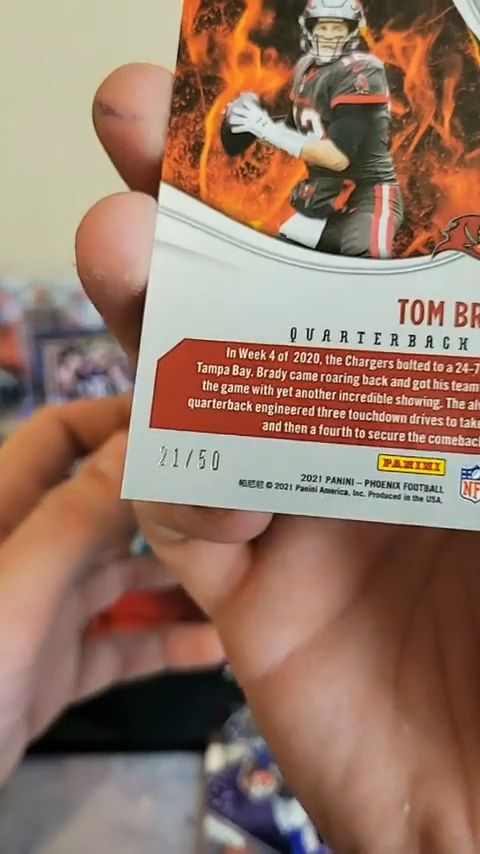 12
TOM BR
QUARTERBACK
In Week 4 of 2020, the Chargers bolted to a 24-7
Tampa Bay. Brady came roaring back and got his team
the game with yet another incredible showing. The al
quarterback engineered three touchdown drives to take
and then a fourth to secure the comeback
21/50
PANINI
2021 PANINI – PHOENIX FOOTBALL
帕尼尼 © 2021 Panini America, Inc. Produced in the USA.
NF